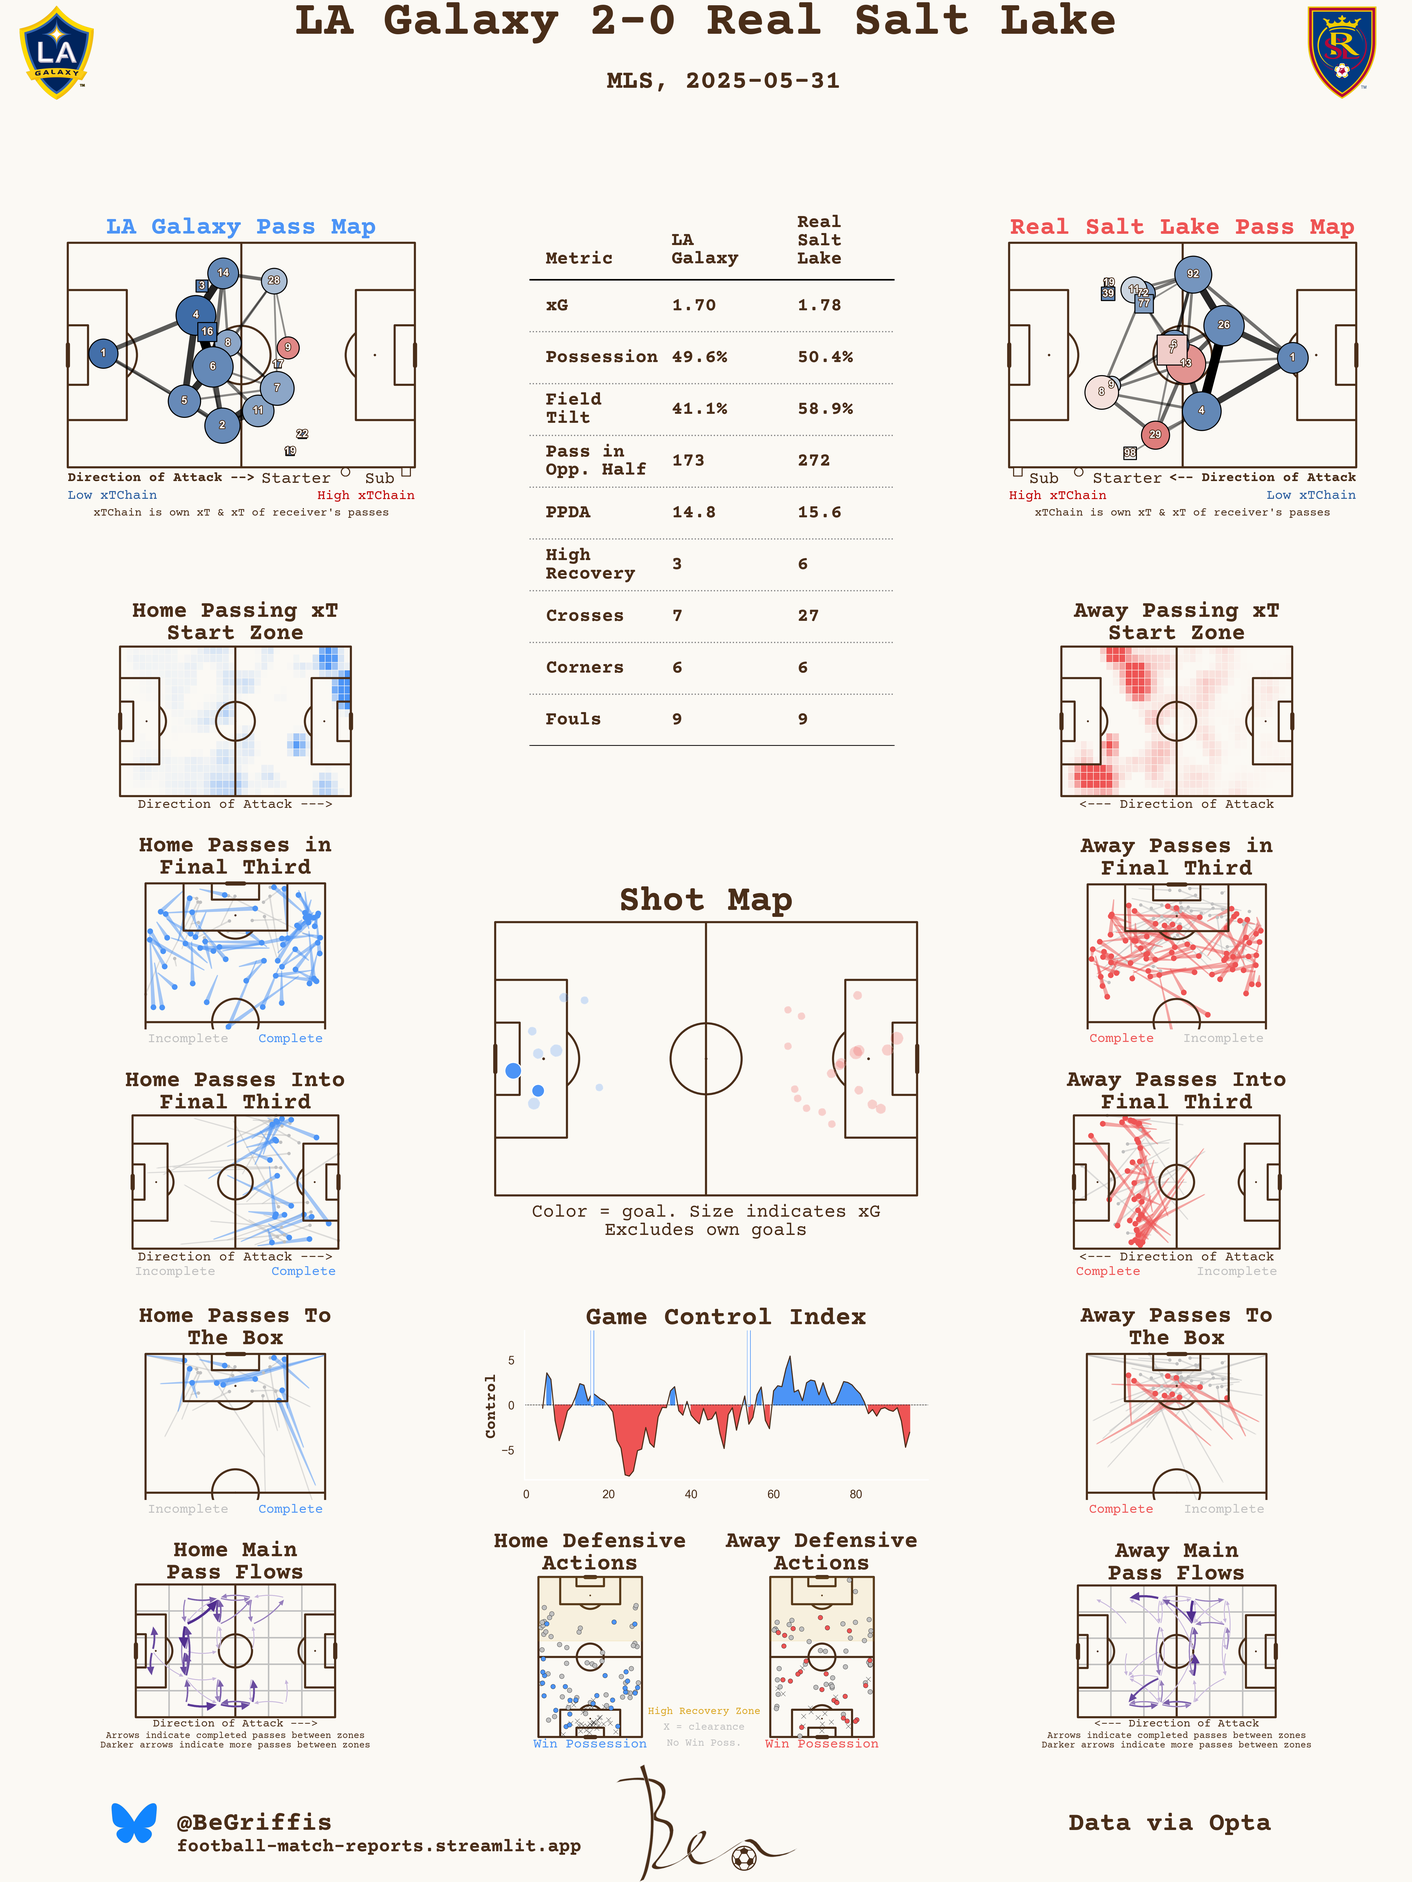 LA Galaxy 2-0 Real Salt Lake
MLS, 2025-05-31
LA
GALAXY
TM
RSL
TM
LA Galaxy Pass Map
14
3
28
4
16
8
1
9
17
6
7
5
11
2
22
19
Direction of Attack --> Starter Sub
Low xTChain High xTChain
xTChain is own xT & xT of receiver's passes
Metric LA Galaxy Real Salt Lake
xG 1.70 1.78
Possession 49.6% 50.4%
Field Tilt 41.1% 58.9%
Pass in Opp. Half 173 272
PPDA 14.8 15.6
High Recovery 3 6
Crosses 7 27
Corners 6 6
Fouls 9 9
Real Salt Lake Pass Map
92
19
39
11
72
77
26
6
7
13
1
9
8
4
29
98
Sub Starter <-- Direction of Attack
High xTChain Low xTChain
xTChain is own xT & xT of receiver's passes
Home Passing xT
Start Zone
Direction of Attack --->
Away Passing xT
Start Zone
<--- Direction of Attack
Home Passes in
Final Third
Incomplete Complete
Away Passes in
Final Third
Complete Incomplete
Shot Map
Color = goal. Size indicates xG
Excludes own goals
Home Passes Into
Final Third
Direction of Attack --->
Incomplete Complete
Away Passes Into
Final Third
<--- Direction of Attack
Complete Incomplete
Home Passes To
The Box
Incomplete Complete
Game Control Index
Control
5
0
−5
0 20 40 60 80
Away Passes To
The Box
Complete Incomplete
Home Main
Pass Flows
Direction of Attack --->
Arrows indicate completed passes between zones
Darker arrows indicate more passes between zones
Home Defensive
Actions
Win Possession
High Recovery Zone
X = clearance
No Win Poss.
Away Defensive
Actions
Win Possession
Away Main
Pass Flows
<--- Direction of Attack
Arrows indicate completed passes between zones
Darker arrows indicate more passes between zones
@BeGriffis
football-match-reports.streamlit.app
Ben
Data via Opta